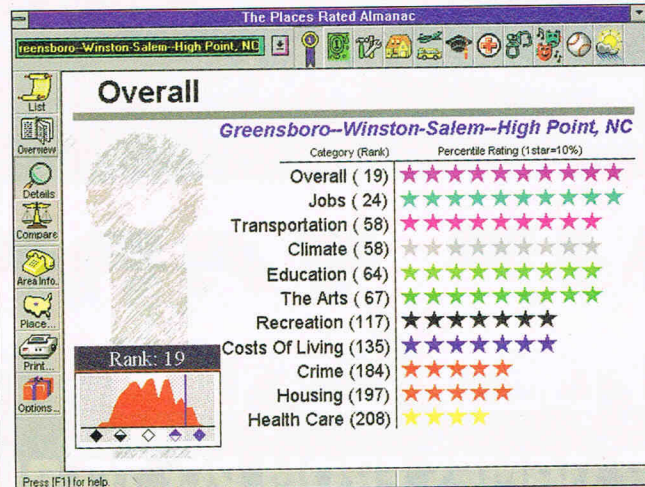 The Places Rated Almanac
reensboro--Winston-Salem--High Point, NC
List
Overview
Details
Compare
Area Info.
Place...
Print...
Options...
Overall
Greensboro--Winston-Salem--High Point, NC
Category (Rank) Percentile Rating (1star=10%)
Overall ( 19)
Jobs ( 24)
Transportation ( 58)
Climate ( 58)
Education ( 64)
The Arts ( 67)
Recreation (117)
Costs Of Living (135)
Crime (184)
Housing (197)
Health Care (208)
Rank: 19
Press [F1] for help.